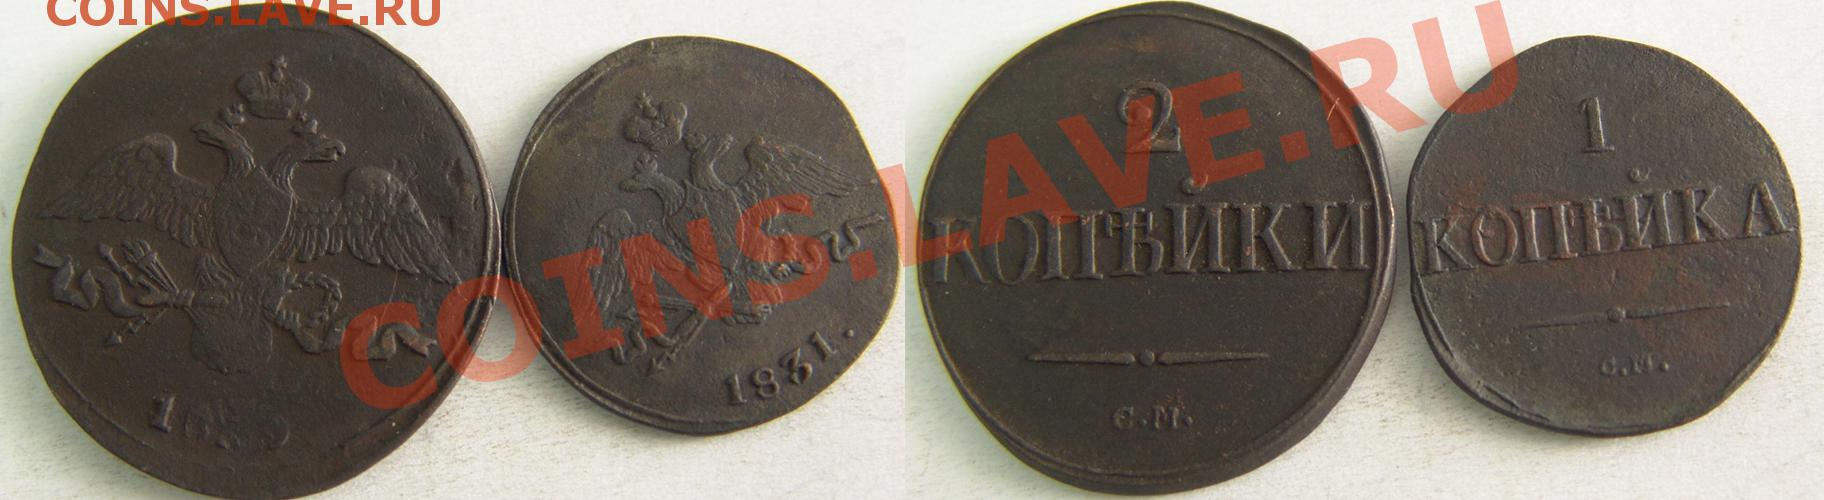 COINS.LAVE.RU
COINS.LAVE.RU
1831.
2
КОПѢЙКИ
С.М.
1
КОПѢЙКА
С.М.